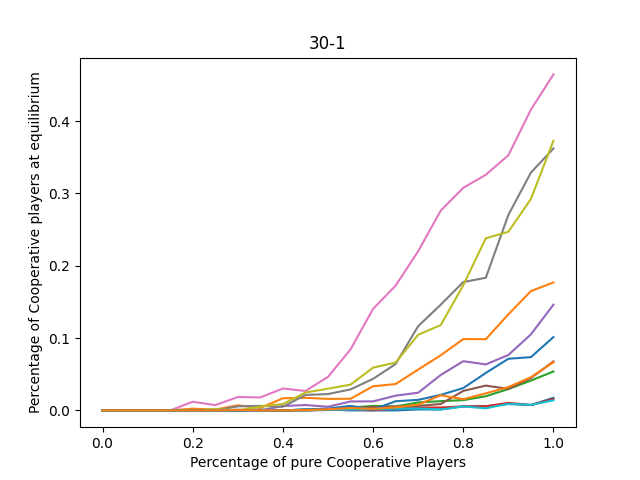 30-1
Percentage of Cooperative players at equilibrium
0.4
0.3
0.2
0.1
0.0
0.0 0.2 0.4 0.6 0.8 1.0
Percentage of pure Cooperative Players